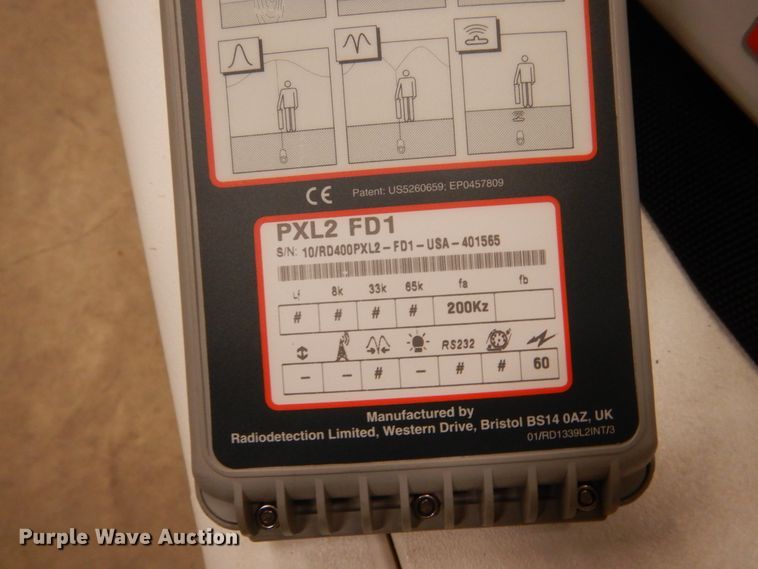 CE Patent: US5260659; EP0457809
PXL2 FD1
S/N: 10/RD400PXL2-FD1-USA-401565
Lf 8k 33k 65k fa fb
# # # # 200Kz
RS232
- - # - # # 60
Manufactured by
Radiodetection Limited, Western Drive, Bristol BS14 0AZ, UK
01/RD1339L2INT/3
Purple Wave Auction